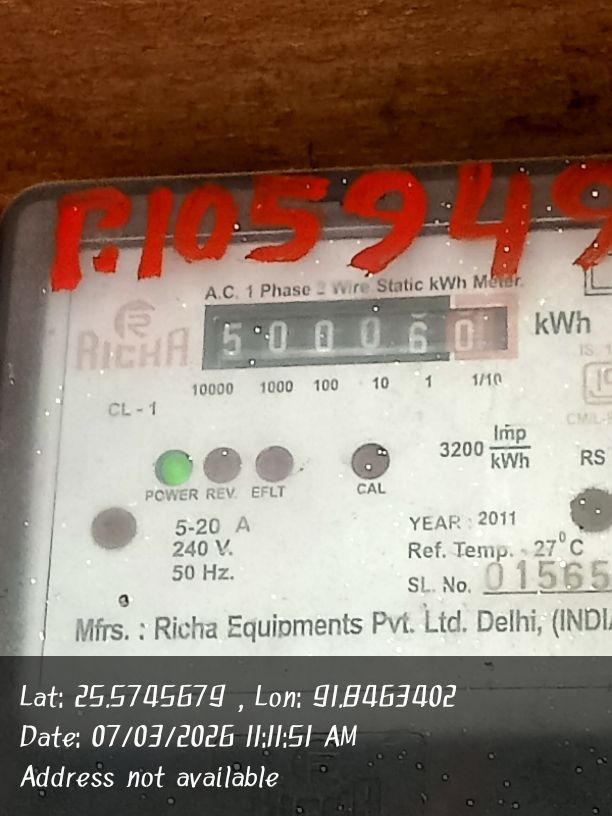 P.105949
A.C. 1 Phase 2 Wire Static kWh Meter.
RICHA
500060 kWh
10000 1000 100 10 1 1/10
CL - 1
3200 Imp/kWh
RS
POWER REV. EFLT CAL
5-20 A
240 V.
50 Hz.
YEAR : 2011
Ref. Temp. - 27°C
SL. No. 01565
Mfrs. : Richa Equipments Pvt. Ltd. Delhi, (INDI
Lat: 25.5745679 , Lon: 91.8463402
Date: 07/03/2026 11:11:51 AM
Address not available